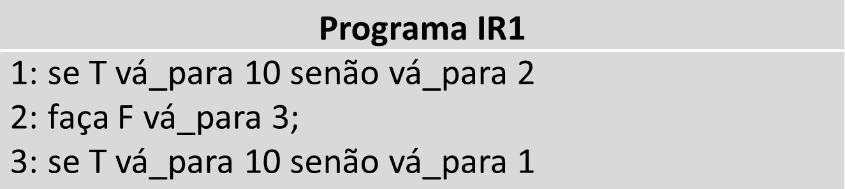 Programa IR1
1: se T vá_para 10 senão vá_para 2
2: faça F vá_para 3;
3: se T vá_para 10 senão vá_para 1